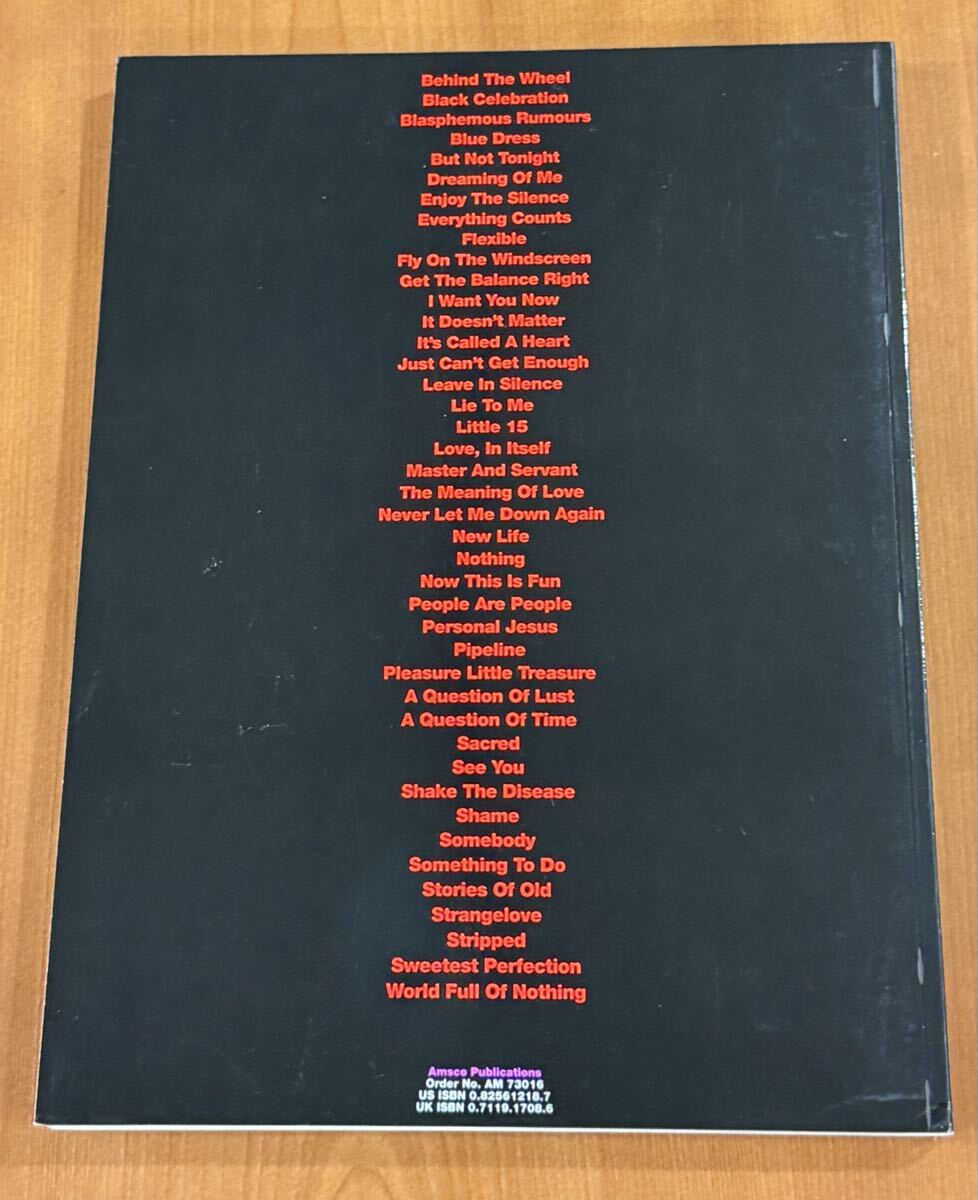 Behind The Wheel
Black Celebration
Blasphemous Rumours
Blue Dress
But Not Tonight
Dreaming Of Me
Enjoy The Silence
Everything Counts
Flexible
Fly On The Windscreen
Get The Balance Right
I Want You Now
It Doesn't Matter
It's Called A Heart
Just Can't Get Enough
Leave In Silence
Lie To Me
Little 15
Love, In Itself
Master And Servant
The Meaning Of Love
Never Let Me Down Again
New Life
Nothing
Now This Is Fun
People Are People
Personal Jesus
Pipeline
Pleasure Little Treasure
A Question Of Lust
A Question Of Time
Sacred
See You
Shake The Disease
Shame
Somebody
Something To Do
Stories Of Old
Strangelove
Stripped
Sweetest Perfection
World Full Of Nothing
Amsco Publications
Order No. AM 73016
US ISBN 0.82561218.7
UK ISBN 0.7119.1708.6